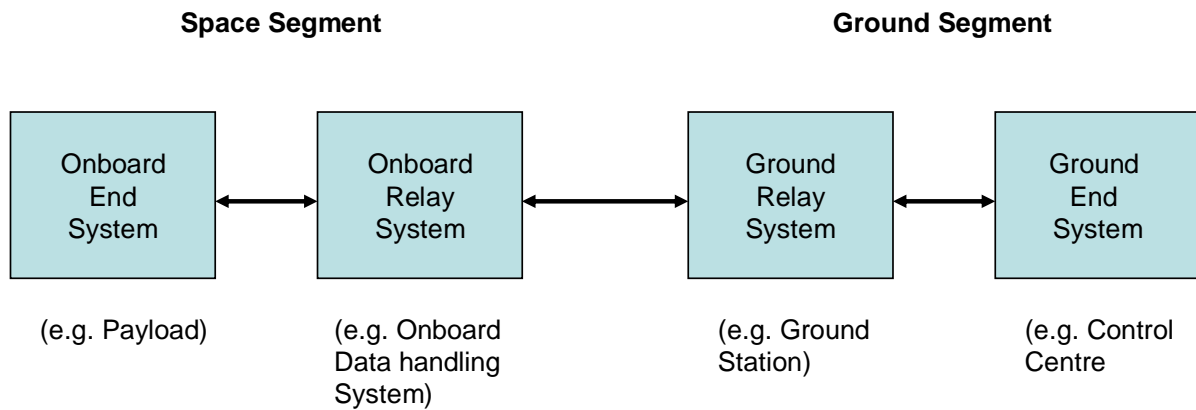 Space Segment
Ground Segment
Onboard
End
System
Onboard
Relay
System
Ground
Relay
System
Ground
End
System
(e.g. Payload)
(e.g. Onboard
Data handling
System)
(e.g. Ground
Station)
(e.g. Control
Centre